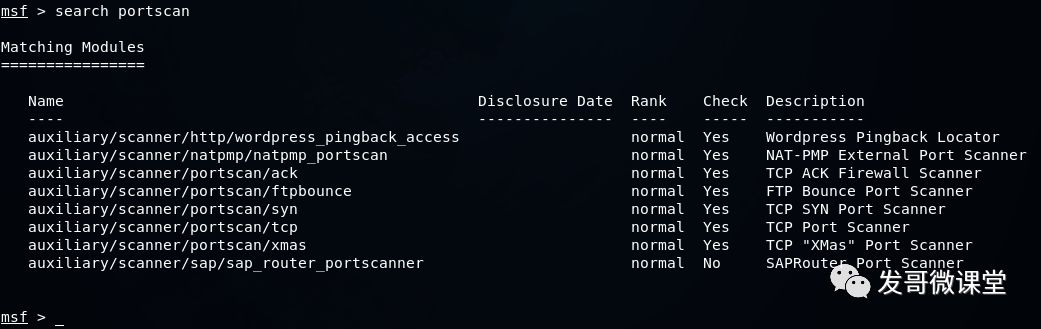 msf > search portscan
Matching Modules
================
Name Disclosure Date Rank Check Description
---- --------------- ---- ----- -----------
auxiliary/scanner/http/wordpress_pingback_access normal Yes Wordpress Pingback Locator
auxiliary/scanner/natpmp/natpmp_portscan normal Yes NAT-PMP External Port Scanner
auxiliary/scanner/portscan/ack normal Yes TCP ACK Firewall Scanner
auxiliary/scanner/portscan/ftpbounce normal Yes FTP Bounce Port Scanner
auxiliary/scanner/portscan/syn normal Yes TCP SYN Port Scanner
auxiliary/scanner/portscan/tcp normal Yes TCP Port Scanner
auxiliary/scanner/portscan/xmas normal Yes TCP "XMas" Port Scanner
auxiliary/scanner/sap/sap_router_portscanner normal No SAPRouter Port Scanner
发哥微课堂
msf > _